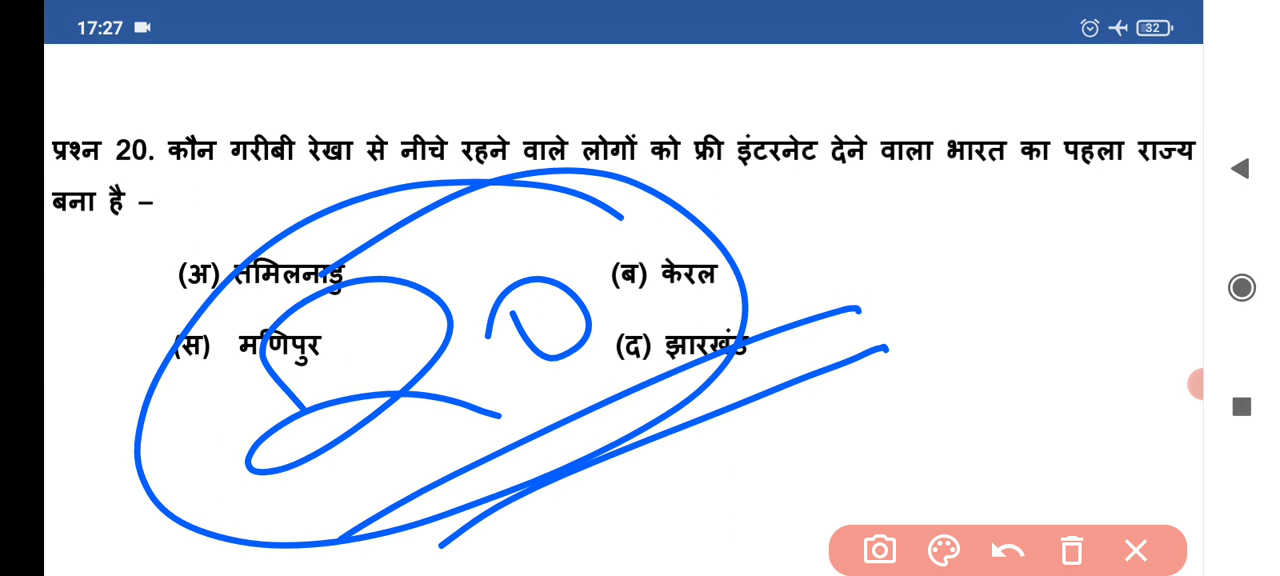 17:27
32
प्रश्न 20. कौन गरीबी रेखा से नीचे रहने वाले लोगों को फ्री इंटरनेट देने वाला भारत का पहला राज्य
बना है –
(अ) तमिलनाडु (ब) केरल
(स) मणिपुर (द) झारखंड
20